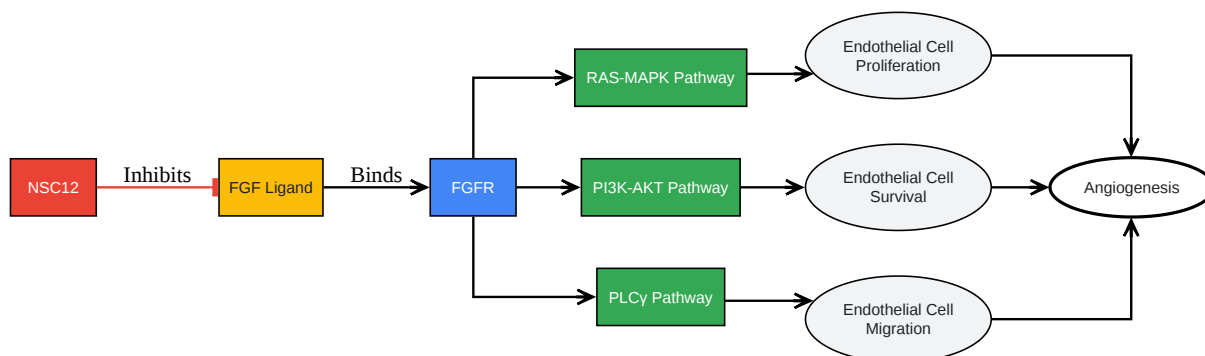 Endothelial Cell
Proliferation
RAS-MAPK Pathway
NSC12
Inhibits
FGF Ligand
Binds
FGFR
PI3K-AKT Pathway
Endothelial Cell
Survival
Angiogenesis
PLCγ Pathway
Endothelial Cell
Migration